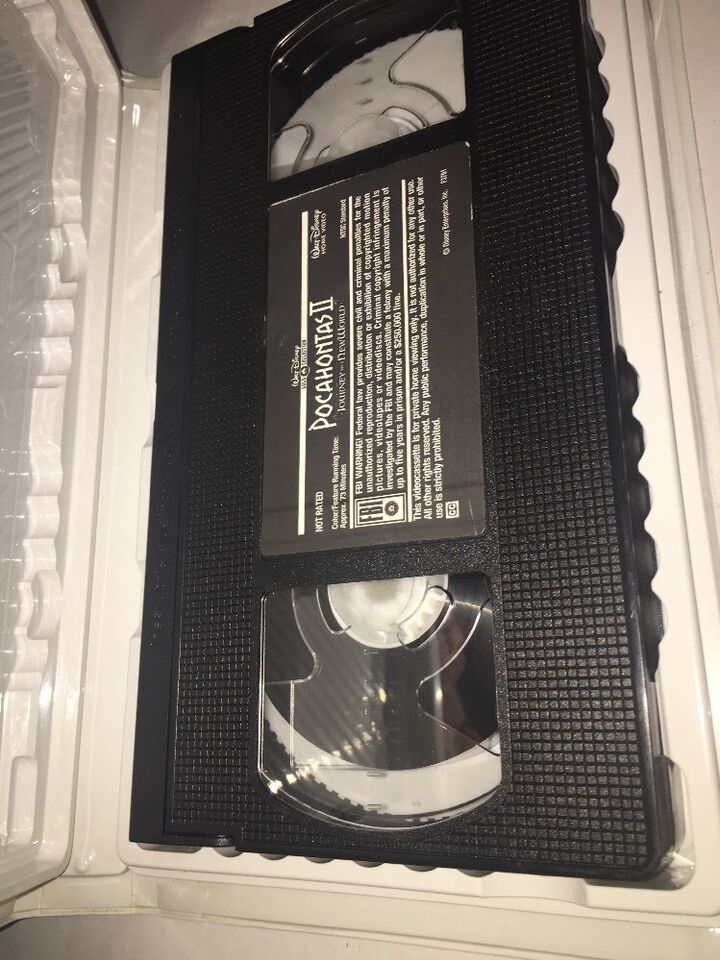 Walt Disney
POCAHONTAS II
JOURNEY TO A NEW WORLD
Walt Disney
HOME VIDEO
NOT RATED
Color/Feature Running Time:
Approx. 73 Minutes
NTSC Standard
FBI WARNING! Federal law provides severe civil and criminal penalties for the
unauthorized reproduction, distribution or exhibition of copyrighted motion
pictures, videotapes or videodiscs. Criminal copyright infringement is
investigated by the FBI and may constitute a felony with a maximum penalty of
up to five years in prison and/or a $250,000 fine.
FBI
This videocassette is for private home viewing only. It is not authorized for any other use.
All other rights reserved. Any public performance, duplication in whole or in part, or other
use is strictly prohibited.
CC
© Disney Enterprises, Inc.